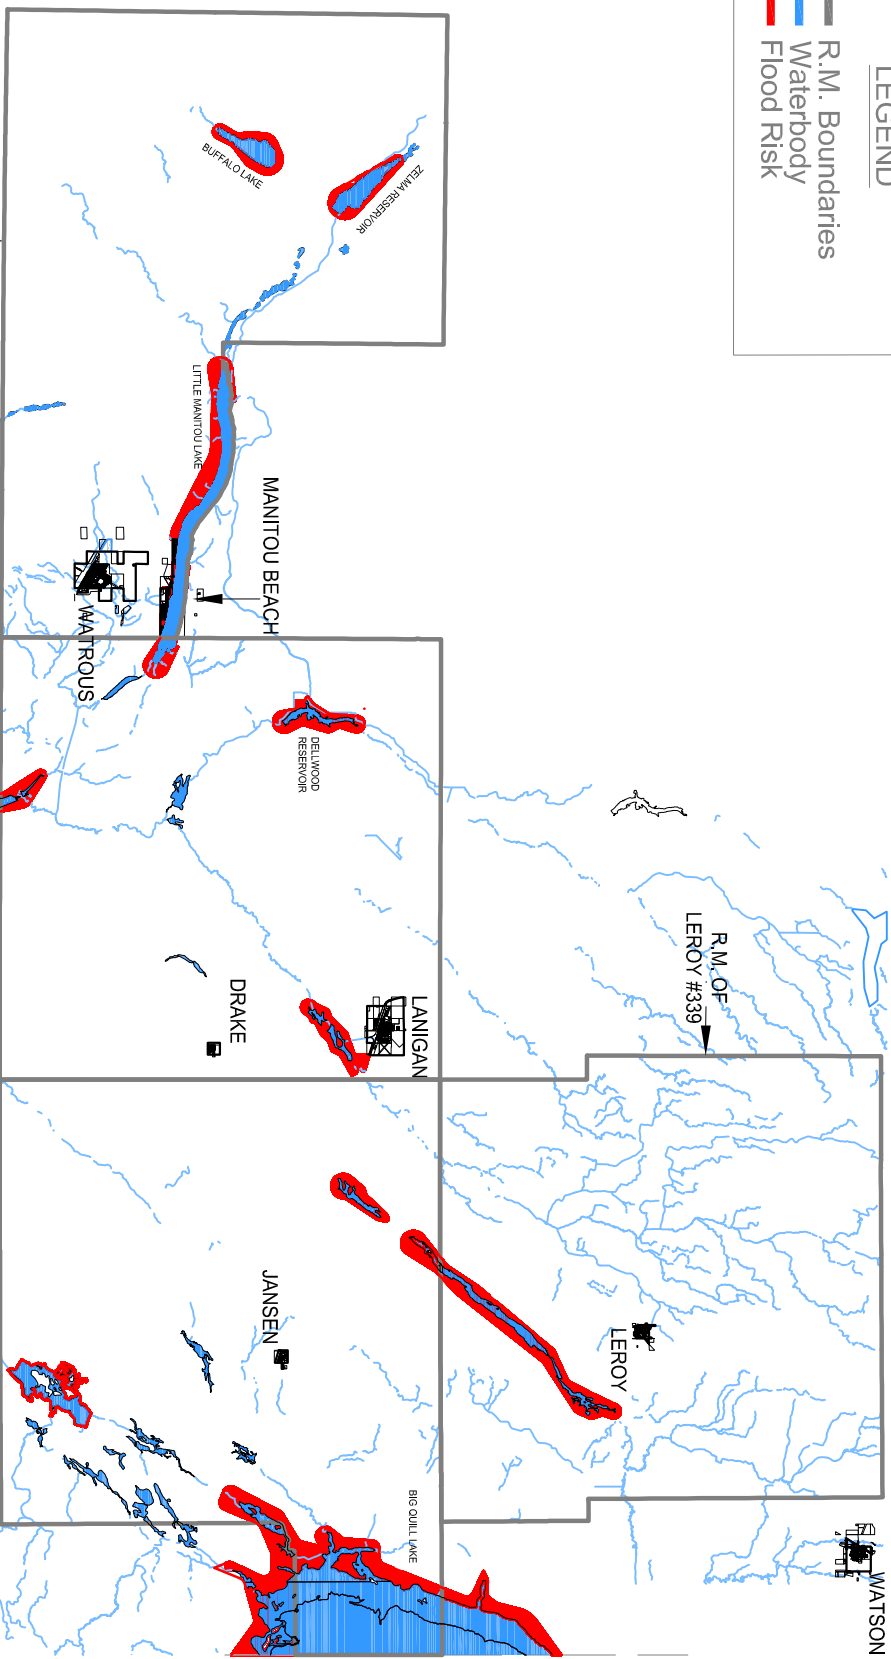 LEGEND
R.M. Boundaries
Waterbody
Flood Risk
BUFFALO LAKE
ZELMA RESERVOIR
LITTLE MANITOU LAKE
MANITOU BEACH
WATROUS
DELLWOOD
RESERVOIR
R.M. OF
LEROY #339
DRAKE
LANIGAN
JANSEN
LEROY
BIG QUILL LAKE
WATSON